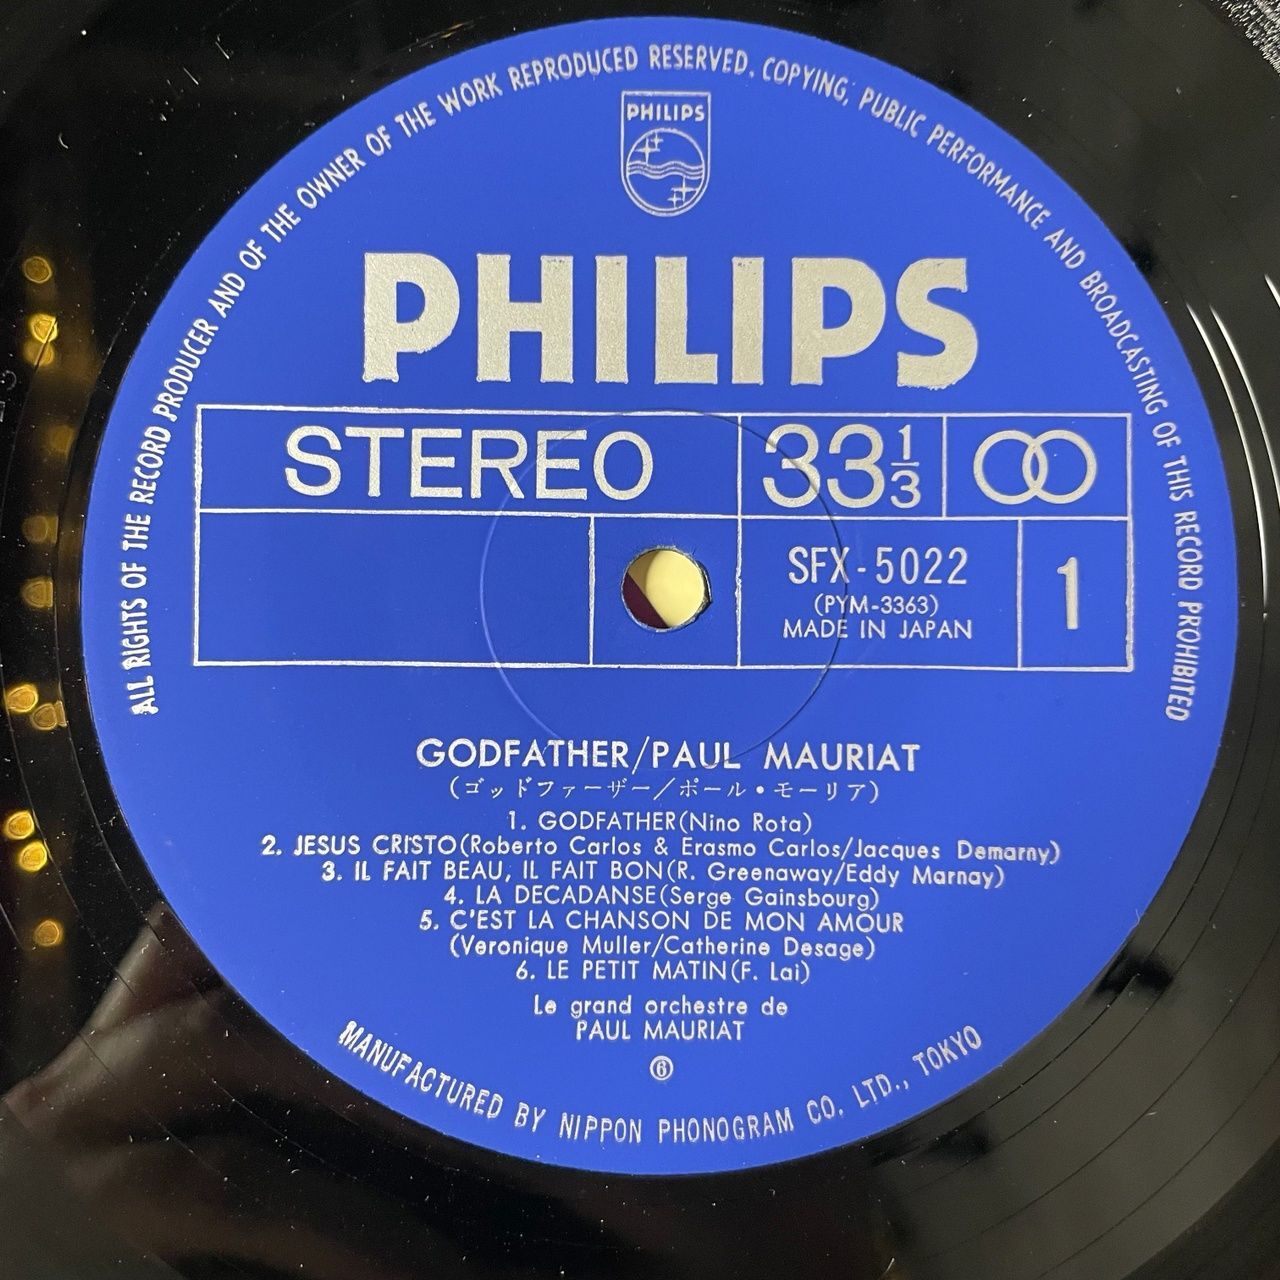 ALL RIGHTS OF THE RECORD PRODUCER AND OF THE OWNER OF THE WORK REPRODUCED RESERVED. COPYING, PUBLIC PERFORMANCE AND BROADCASTING OF THIS RECORD PROHIBITED
PHILIPS
PHILIPS
STEREO 33 1/3
SFX-5022 1
(PYM-3363)
MADE IN JAPAN
GODFATHER/PAUL MAURIAT
(ゴッドファーザー/ポール・モーリア)
1. GODFATHER(Nino Rota)
2. JESUS CRISTO(Roberto Carlos & Erasmo Carlos/Jacques Demarny)
3. IL FAIT BEAU, IL FAIT BON(R. Greenaway/Eddy Marnay)
4. LA DECADANSE(Serge Gainsbourg)
5. C'EST LA CHANSON DE MON AMOUR
(Veronique Muller/Catherine Desage)
6. LE PETIT MATIN(F. Lai)
Le grand orchestre de
PAUL MAURIAT
⑥
MANUFACTURED BY NIPPON PHONOGRAM CO. LTD., TOKYO